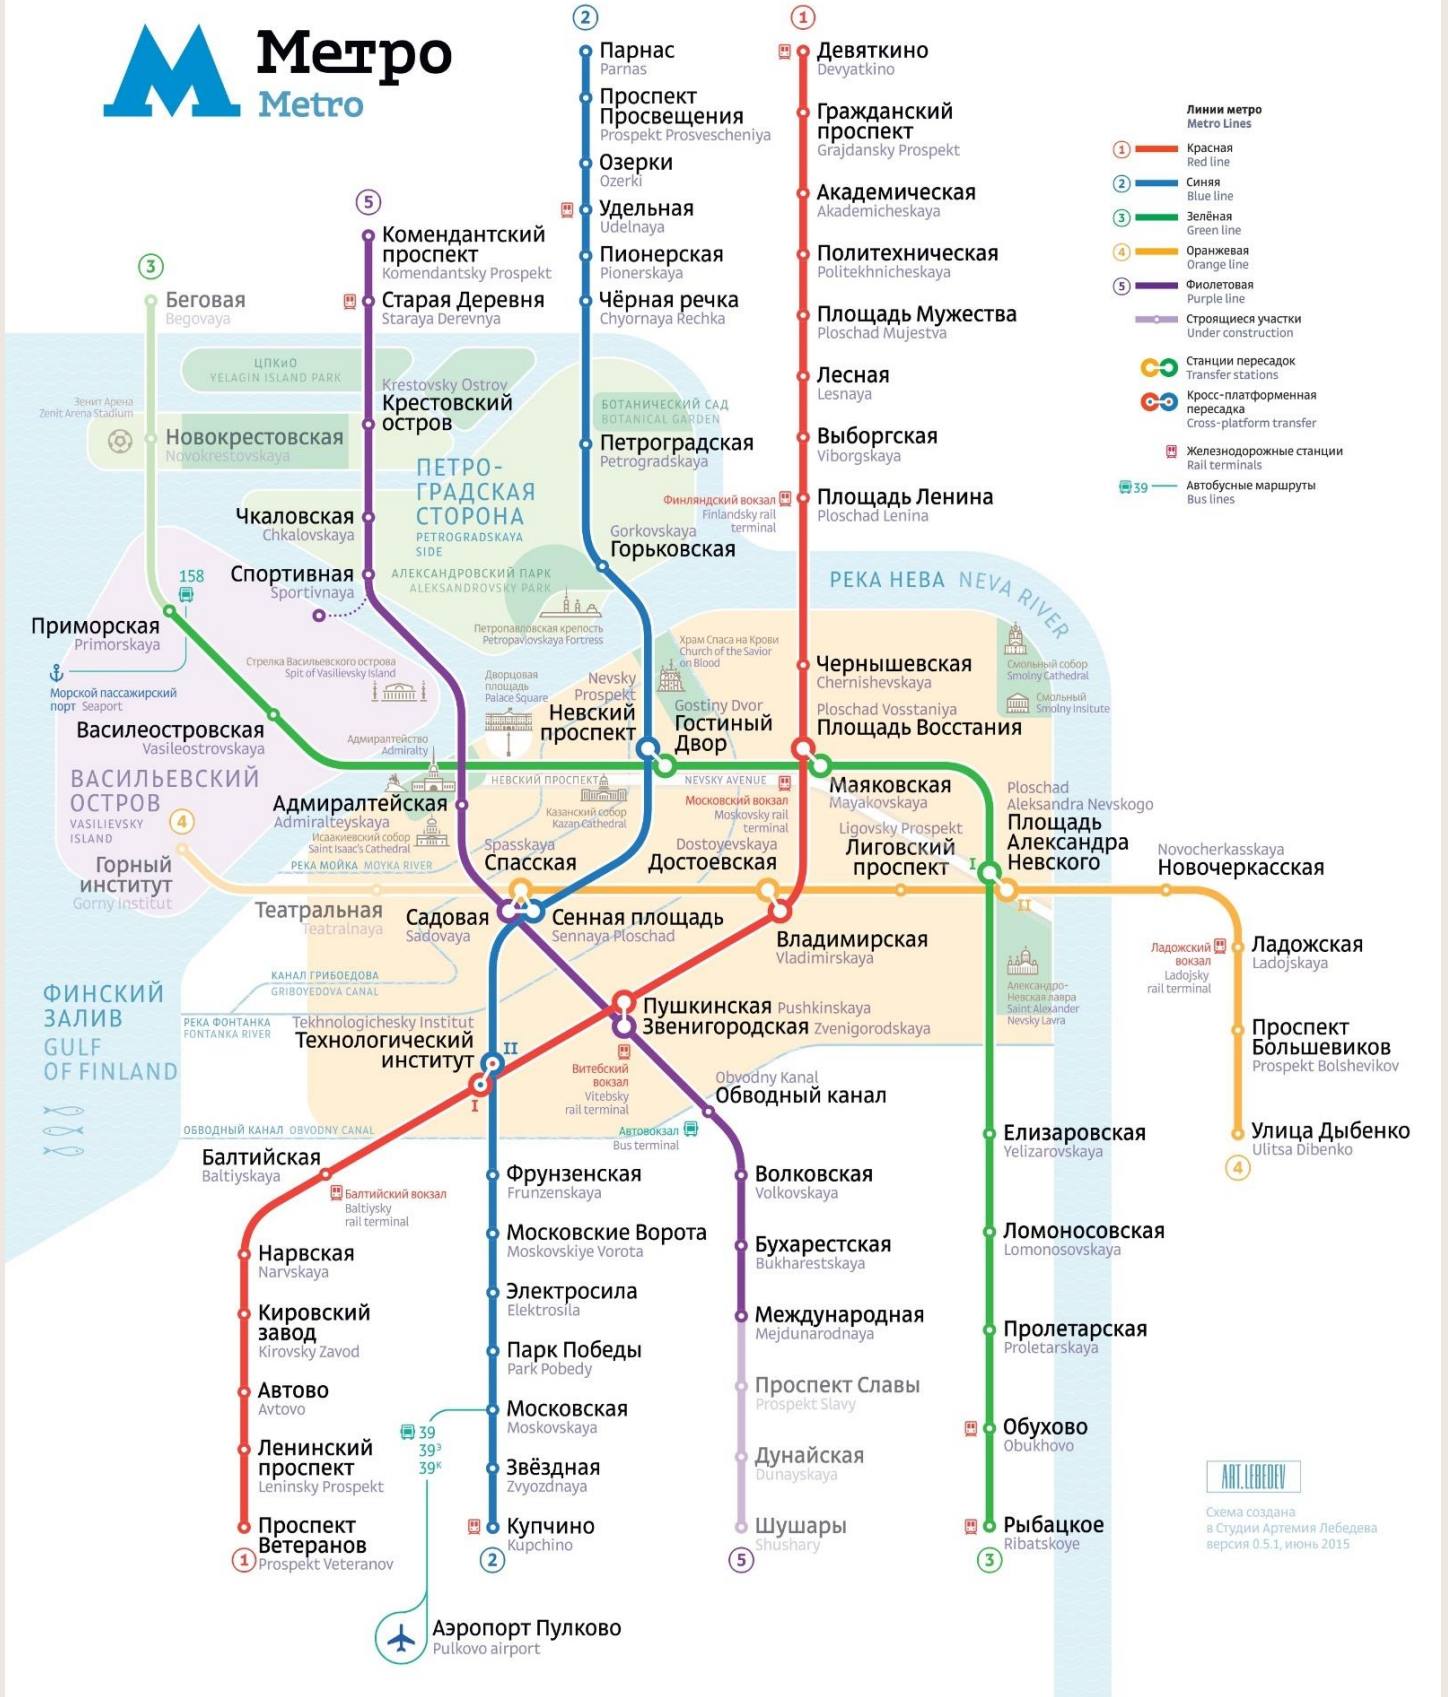 Метро
Metro
2
Парнас
Parnas
Проспект
Просвещения
Prospekt Prosvescheniya
Озерки
Ozerki
Удельная
Udelnaya
Пионерская
Pionerskaya
Чёрная речка
Chyornaya Rechka
1
Девяткино
Devyatkino
Гражданский
проспект
Grajdansky Prospekt
Академическая
Akademicheskaya
Политехническая
Politekhnicheskaya
Площадь Мужества
Ploschad Mujestva
Лесная
Lesnaya
Выборгская
Viborgskaya
Площадь Ленина
Ploschad Lenina
Финляндский вокзал
Finlandsky rail
terminal
Линии метро
Metro Lines
1
Красная
Red line
2
Синяя
Blue line
3
Зелёная
Green line
4
Оранжевая
Orange line
5
Фиолетовая
Purple line
Строящиеся участки
Under construction
Станции пересадок
Transfer stations
Кросс-платформенная
пересадка
Cross-platform transfer
Железнодорожные станции
Rail terminals
39
Автобусные маршруты
Bus lines
5
Комендантский
проспект
Komendantsky Prospekt
Старая Деревня
Staraya Derevnya
Krestovsky Ostrov
Крестовский
остров
3
Беговая
Begovaya
ЦПКиО
YELAGIN ISLAND PARK
Зенит Арена
Zenit Arena Stadium
Новокрестовская
Novokrestovskaya
БОТАНИЧЕСКИЙ САД
BOTANICAL GARDEN
Петроградская
Petrogradskaya
ПЕТРО-
ГРАДСКАЯ
СТОРОНА
PETROGRADSKAYA
SIDE
Чкаловская
Chkalovskaya
Gorkovskaya
Горьковская
Спортивная
Sportivnaya
АЛЕКСАНДРОВСКИЙ ПАРК
ALEKSANDROVSKY PARK
158
РЕКА НЕВА NEVA RIVER
Приморская
Primorskaya
Петропавловская крепость
Petropavlovskaya Fortress
Храм Спаса на Крови
Church of the Savior
on Blood
Морской пассажирский
порт Seaport
Стрелка Васильевского острова
Spit of Vasilievsky Island
Дворцовая
площадь
Palace Square
Nevsky
Prospekt
Невский
проспект
Gostiny Dvor
Гостиный
Двор
Чернышевская
Chernishevskaya
Ploschad Vosstaniya
Площадь Восстания
Смольный собор
Smolny Cathedral
Смольный
Smolny Insitute
Василеостровская
Vasileostrovskaya
Адмиралтейство
Admiralty
ВАСИЛЬЕВСКИЙ
ОСТРОВ
VASILIEVSKY
ISLAND
НЕВСКИЙ ПРОСПЕКТ
NEVSKY AVENUE
Адмиралтейская
Admiralteyskaya
Казанский собор
Kazan Cathedral
Московский вокзал
Moskovsky rail
terminal
Маяковская
Mayakovskaya
Исаакиевский собор
Saint Isaac's Cathedral
РЕКА МОЙКА MOYKA RIVER
Spasskaya
Спасская
Dostoyevskaya
Достоевская
Ligovsky Prospekt
Лиговский
проспект
Ploschad
Aleksandra Nevskogo
Площадь
Александра
Невского
I
II
Novocherkasskaya
Новочеркасская
4
Горный
институт
Gorny Institut
Театральная
Teatralnaya
Садовая
Sadovaya
Сенная площадь
Sennaya Ploschad
Владимирская
Vladimirskaya
Ладожский
вокзал
Ladojsky
rail terminal
Ладожская
Ladojskaya
КАНАЛ ГРИБОЕДОВА
GRIBOYEDOVA CANAL
Александро-
Невская лавра
Saint Alexander
Nevsky Lavra
ФИНСКИЙ
ЗАЛИВ
GULF
OF FINLAND
РЕКА ФОНТАНКА
FONTANKA RIVER
Tekhnologichesky Institut
Технологический
институт
II
I
Пушкинская Pushkinskaya
Звенигородская Zvenigorodskaya
Витебский
вокзал
Vitebsky
rail terminal
Проспект
Большевиков
Prospekt Bolshevikov
Obvodny Kanal
Обводный канал
Автовокзал
Bus terminal
ОБВОДНЫЙ КАНАЛ OBVODNY CANAL
Балтийская
Baltiyskaya
Балтийский вокзал
Baltiysky
rail terminal
Елизаровская
Yelizarovskaya
Улица Дыбенко
Ulitsa Dibenko
4
Фрунзенская
Frunzenskaya
Волковская
Volkovskaya
Московские Ворота
Moskovskiye Vorota
Бухарестская
Bukharestskaya
Ломоносовская
Lomonosovskaya
Нарвская
Narvskaya
Электросила
Elektrosila
Кировский
завод
Kirovsky Zavod
Международная
Mejdunarodnaya
Пролетарская
Proletarskaya
Парк Победы
Park Pobedy
Автово
Avtovo
Проспект Славы
Prospekt Slavy
Московская
Moskovskaya
39
39э
39к
Обухово
Obukhovo
Ленинский
проспект
Leninsky Prospekt
Звёздная
Zvyozdnaya
Дунайская
Dunayskaya
Проспект
Ветеранов
Prospekt Veteranov
1
Купчино
Kupchino
2
Шушары
Shushary
5
Рыбацкое
Ribatskoye
3
ART.LEBEDEV
Схема создана
в Студии Артемия Лебедева
версия 0.5.1, июнь 2015
Аэропорт Пулково
Pulkovo airport